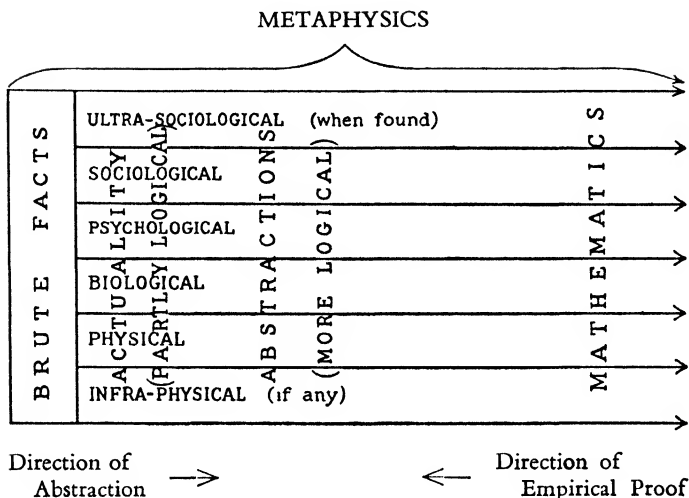 METAPHYSICS
BRUTE FACTS
ULTRA-SOCIOLOGICAL (when found)
SOCIOLOGICAL
PSYCHOLOGICAL
BIOLOGICAL
PHYSICAL
INFRA-PHYSICAL (if any)
ACTUALITY
(PARTLY LOGICAL)
ABSTRACTIONS
(MORE LOGICAL)
MATHEMATICS
Direction of
Abstraction
Direction of
Empirical Proof